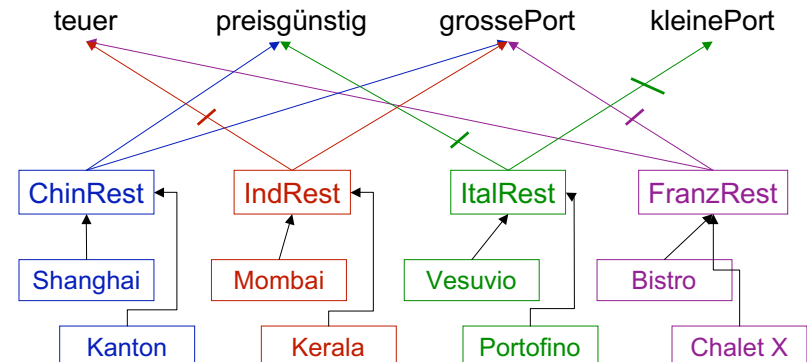 teuer preisgünstig grossePort kleinePort
ChinRest IndRest ItalRest FranzRest
Shanghai Mombai Vesuvio Bistro
Kanton Kerala Portofino Chalet X